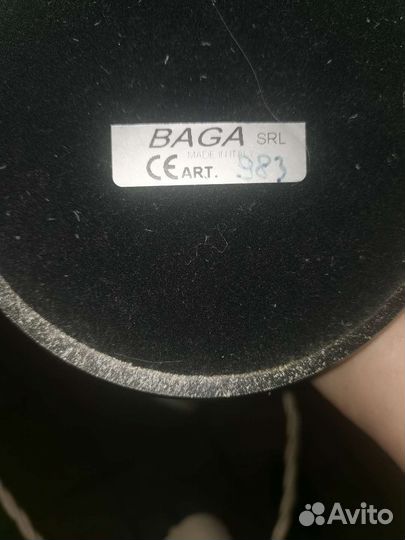 BAGA SRL
MADE IN ITALY
CE ART. 983
Avito